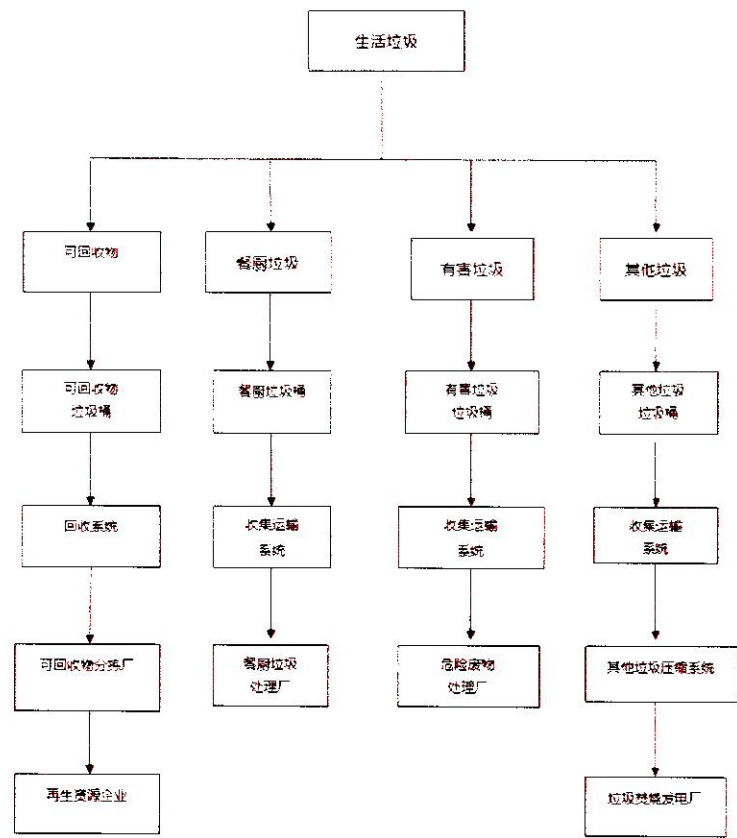 生活垃圾
可回收物
餐厨垃圾
有害垃圾
其他垃圾
可回收物
垃圾桶
餐厨垃圾桶
有害垃圾
垃圾桶
其他垃圾
垃圾桶
回收系统
收集运输
系统
收集运输
系统
收集运输
系统
可回收物分拣厂
餐厨垃圾
处理厂
危险废物
处理厂
其他垃圾压缩系统
再生资源企业
垃圾焚烧发电厂